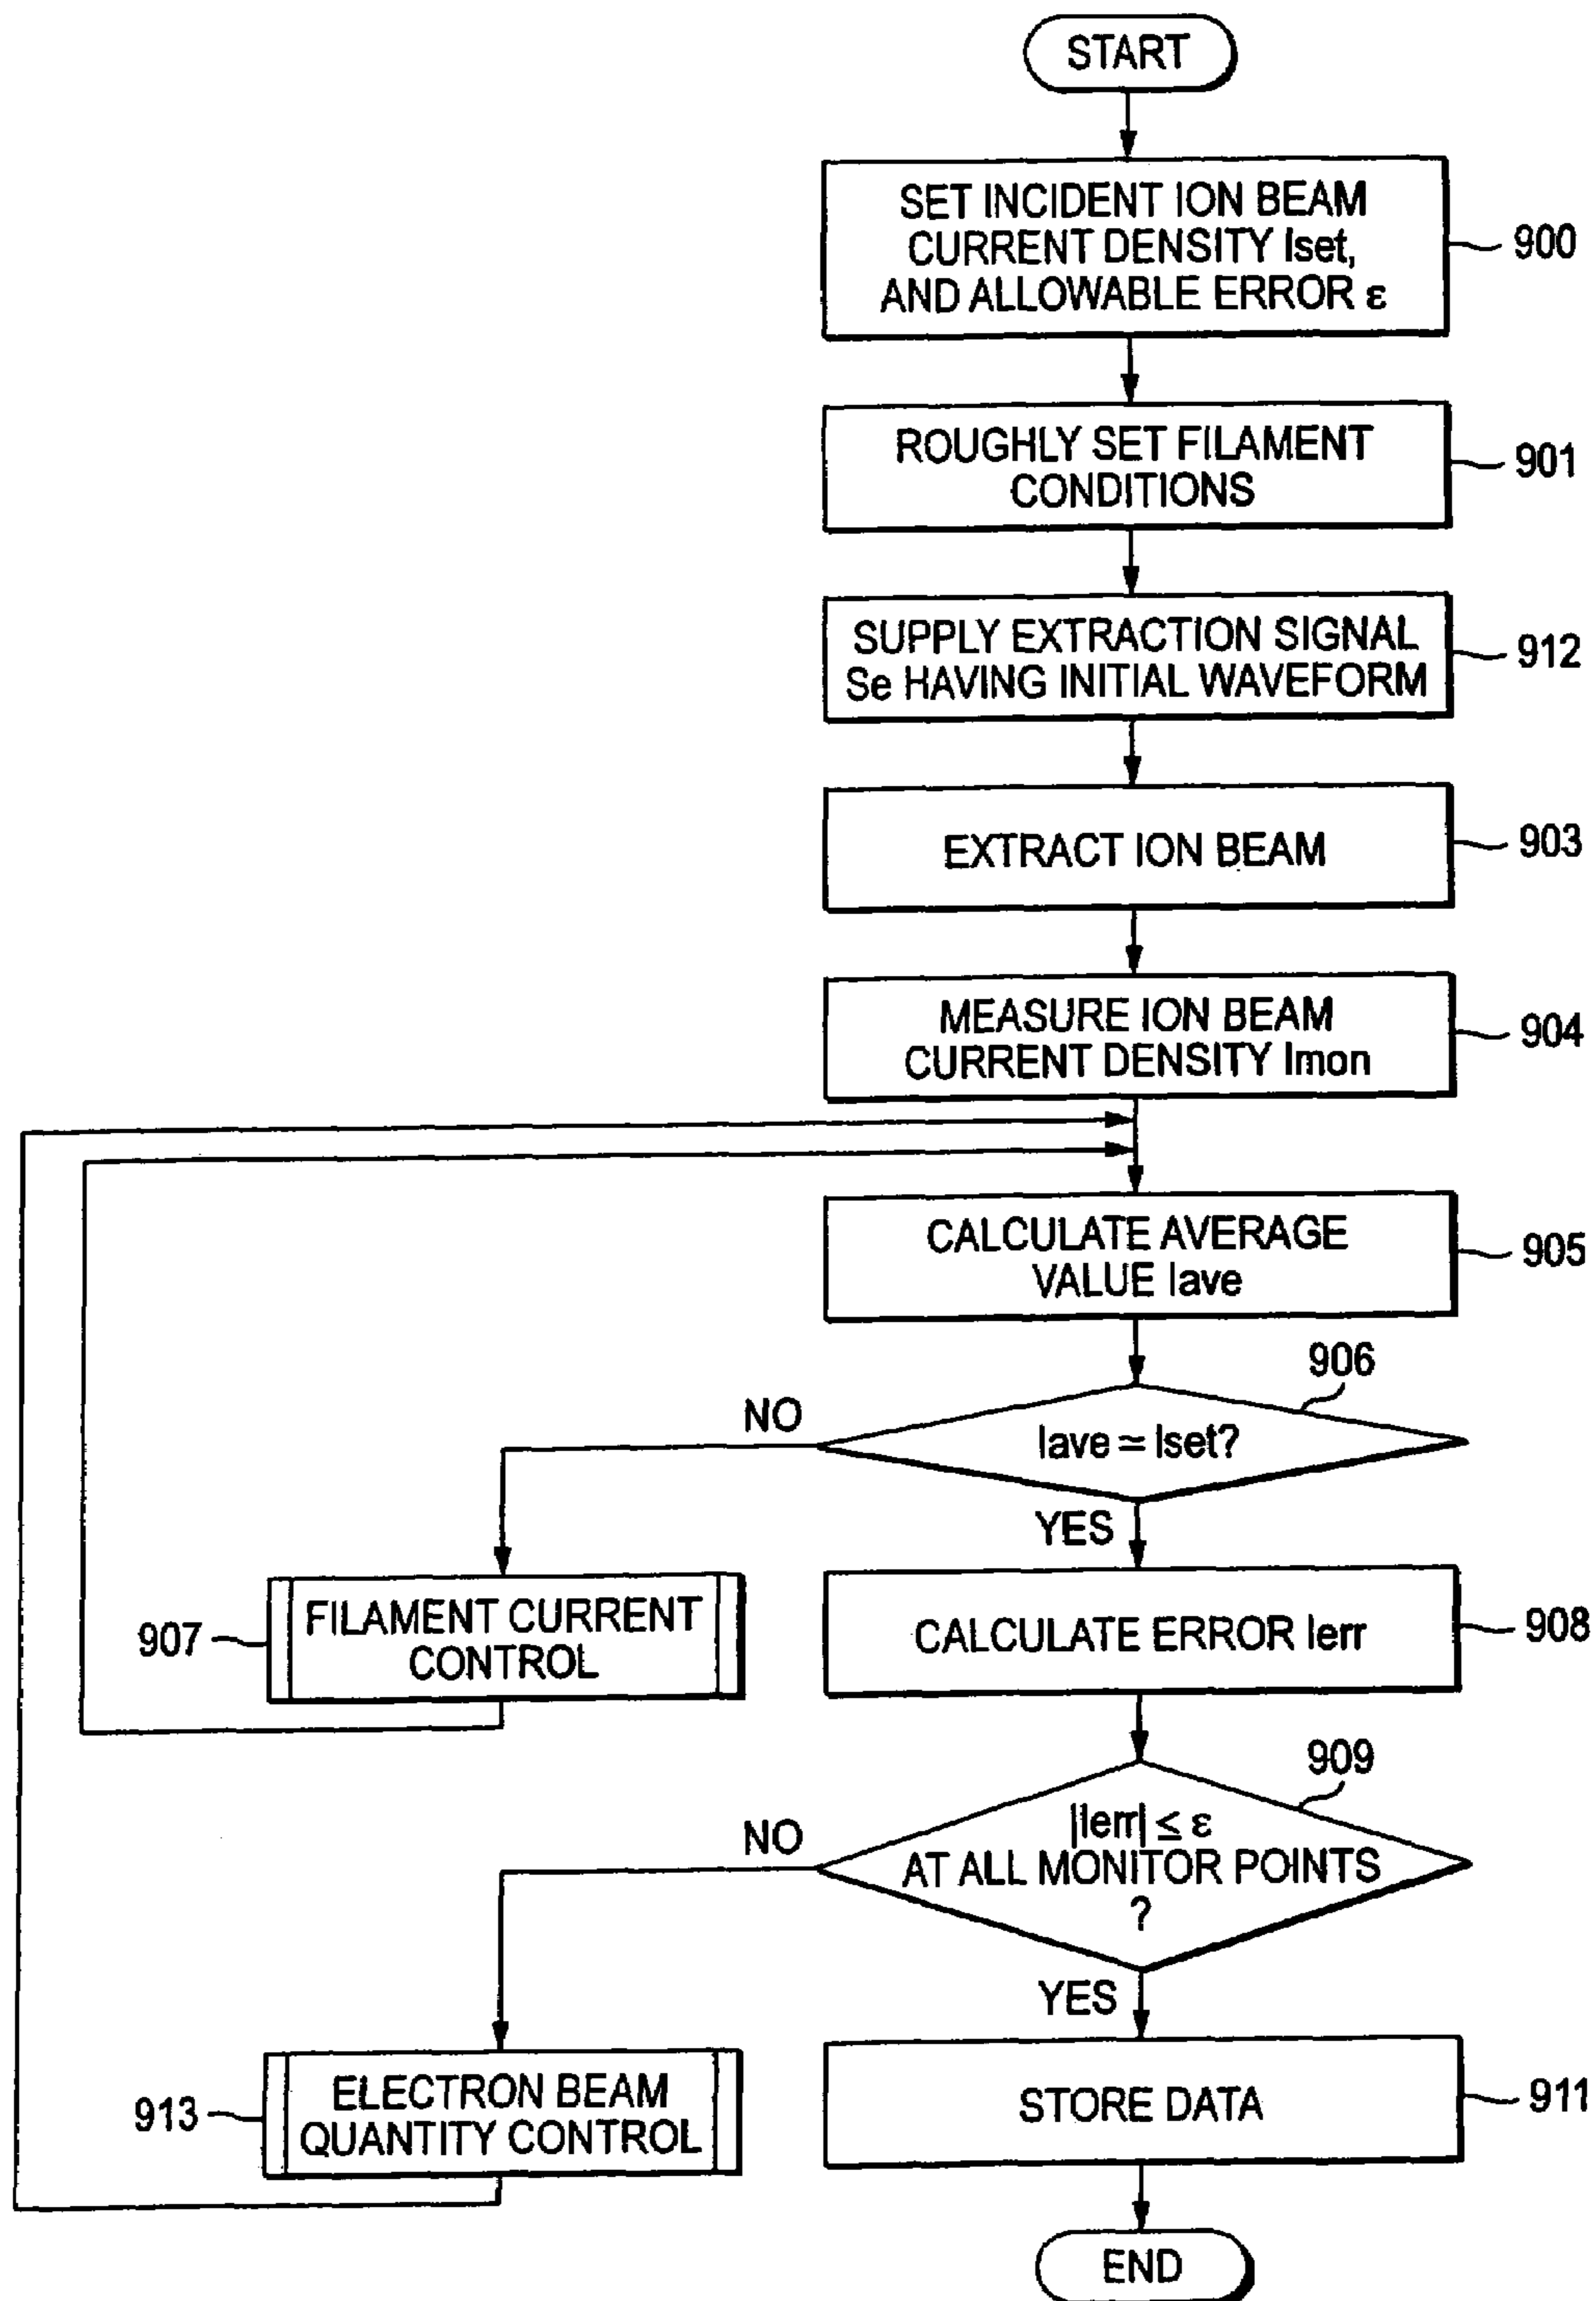 START
SET INCIDENT ION BEAM
CURRENT DENSITY Iset,
AND ALLOWABLE ERROR ε
900
ROUGHLY SET FILAMENT
CONDITIONS
901
SUPPLY EXTRACTION SIGNAL
Se HAVING INITIAL WAVEFORM
912
EXTRACT ION BEAM
903
MEASURE ION BEAM
CURRENT DENSITY Imon
904
CALCULATE AVERAGE
VALUE Iave
905
906
Iave ≃ Iset?
NO
YES
907
FILAMENT CURRENT
CONTROL
CALCULATE ERROR Ierr
908
909
|Ierr| ≤ ε
AT ALL MONITOR POINTS
?
NO
YES
913
ELECTRON BEAM
QUANTITY CONTROL
STORE DATA
911
END